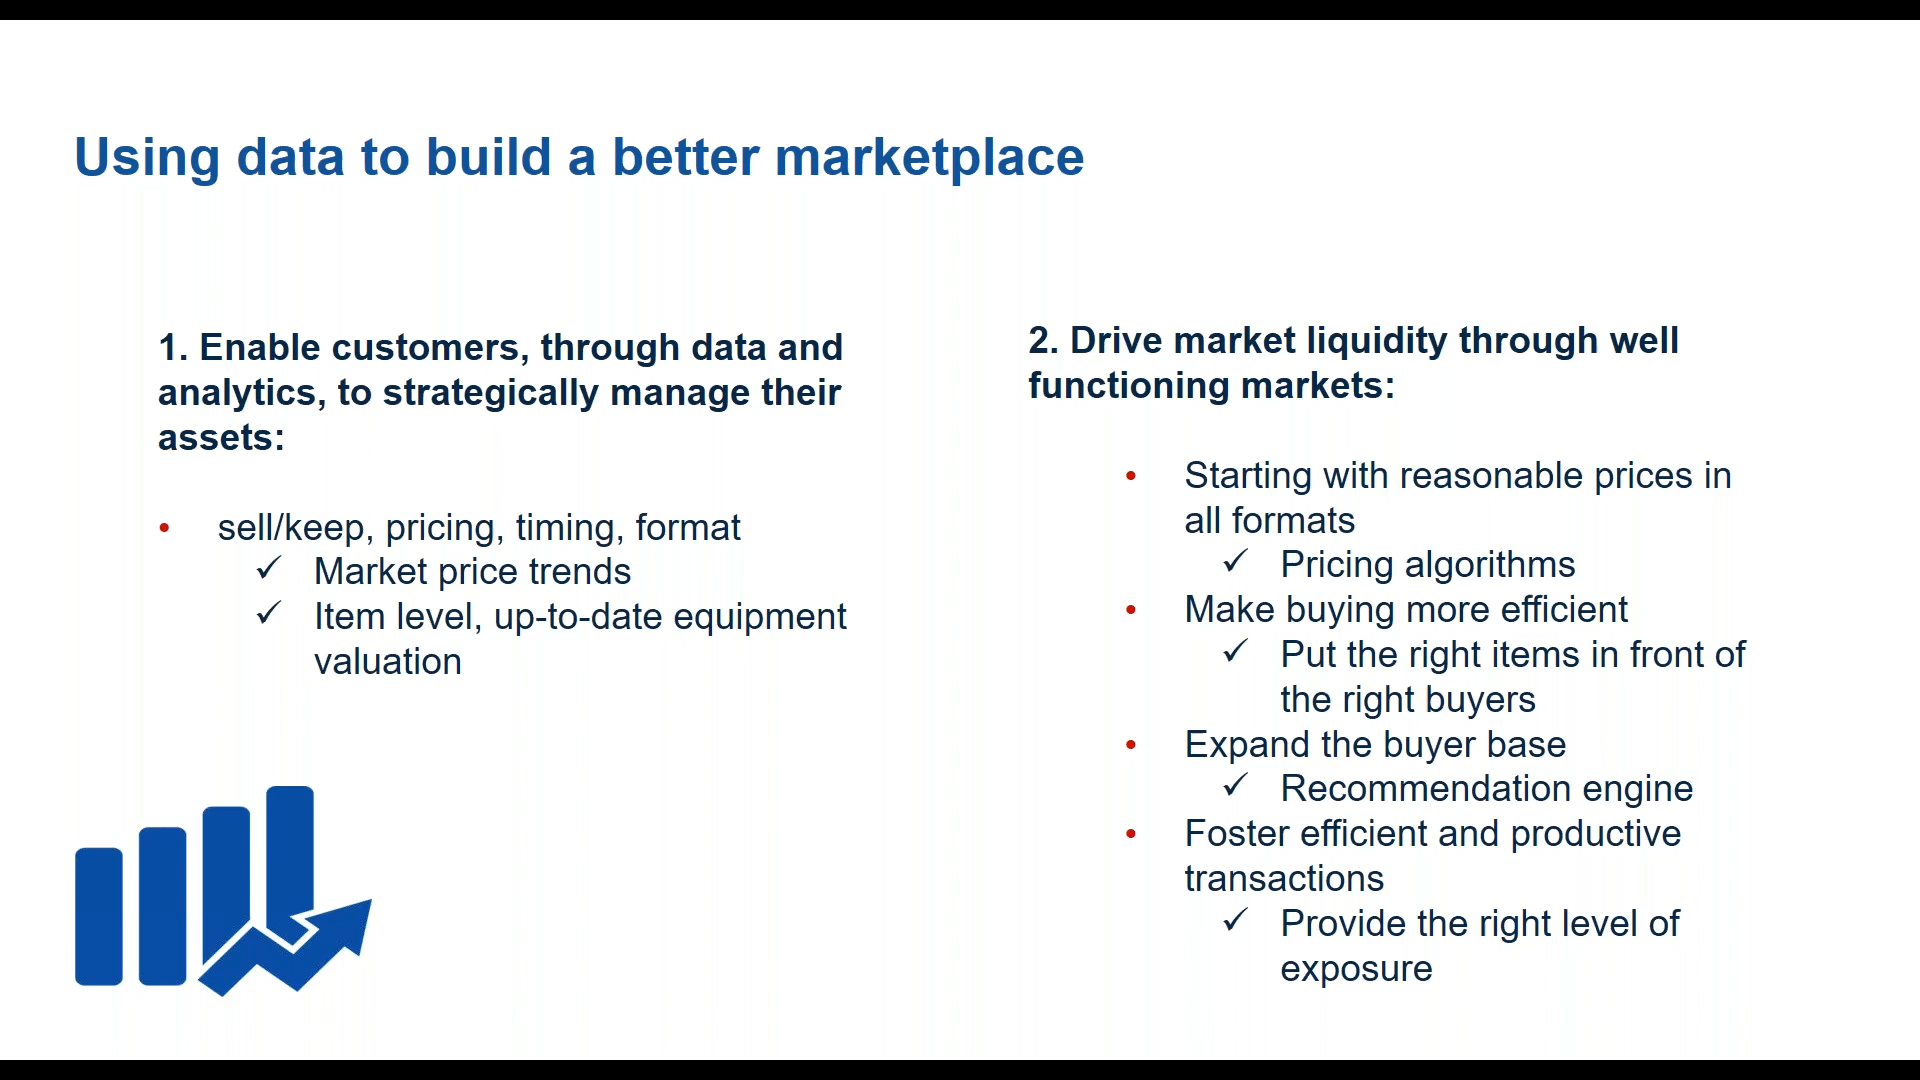 Using data to build a better marketplace
1. Enable customers, through data and
analytics, to strategically manage their
assets:
• sell/keep, pricing, timing, format
✓ Market price trends
✓ Item level, up-to-date equipment
valuation
2. Drive market liquidity through well
functioning markets:
• Starting with reasonable prices in
all formats
✓ Pricing algorithms
• Make buying more efficient
✓ Put the right items in front of
the right buyers
• Expand the buyer base
✓ Recommendation engine
• Foster efficient and productive
transactions
✓ Provide the right level of
exposure